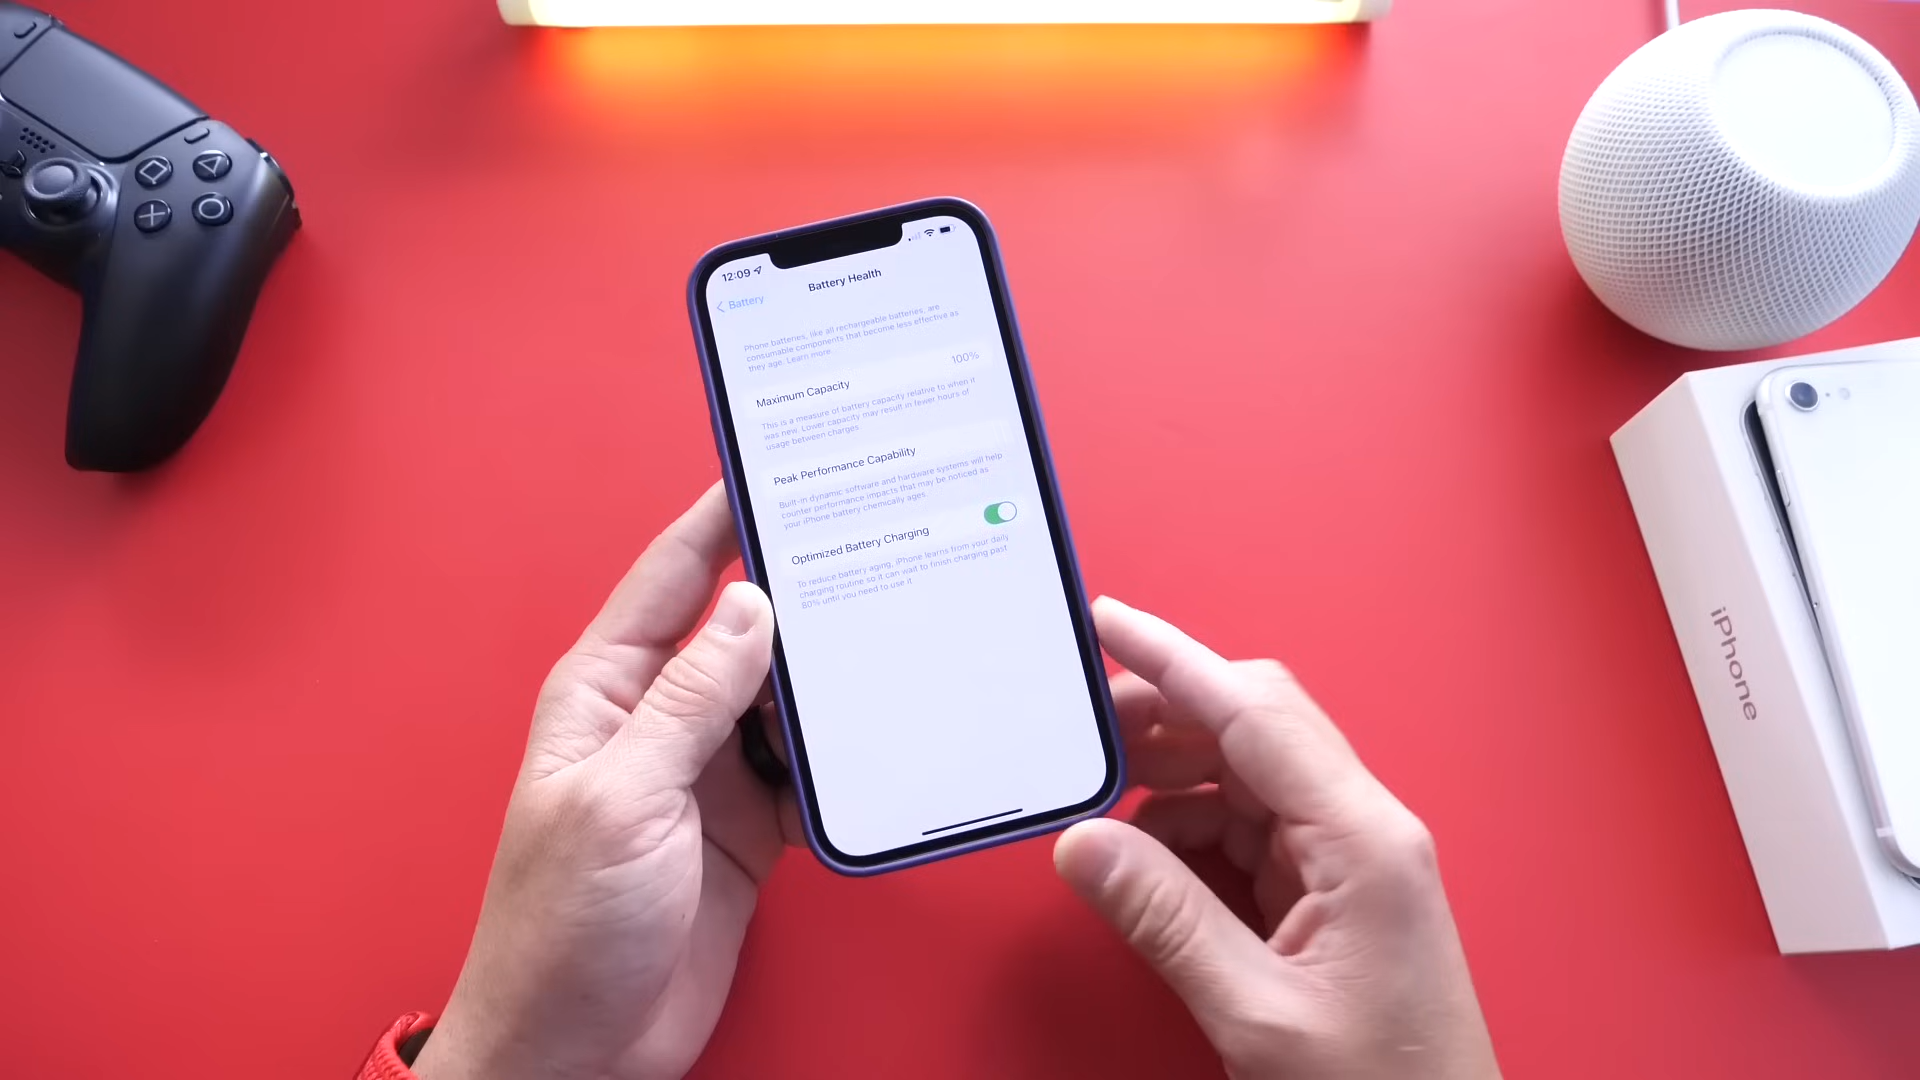 12:09
Battery
Battery Health
Phone batteries, like all rechargeable batteries, are
consumable components that become less effective as
they age. Learn more
Maximum Capacity
100%
This is a measure of battery capacity relative to when it
was new. Lower capacity may result in fewer hours of
usage between charges.
Peak Performance Capability
Built-in dynamic software and hardware systems will help
counter performance impacts that may be noticed as
your iPhone battery chemically ages.
Optimized Battery Charging
To reduce battery aging, iPhone learns from your daily
charging routine so it can wait to finish charging past
80% until you need to use it
iPhone